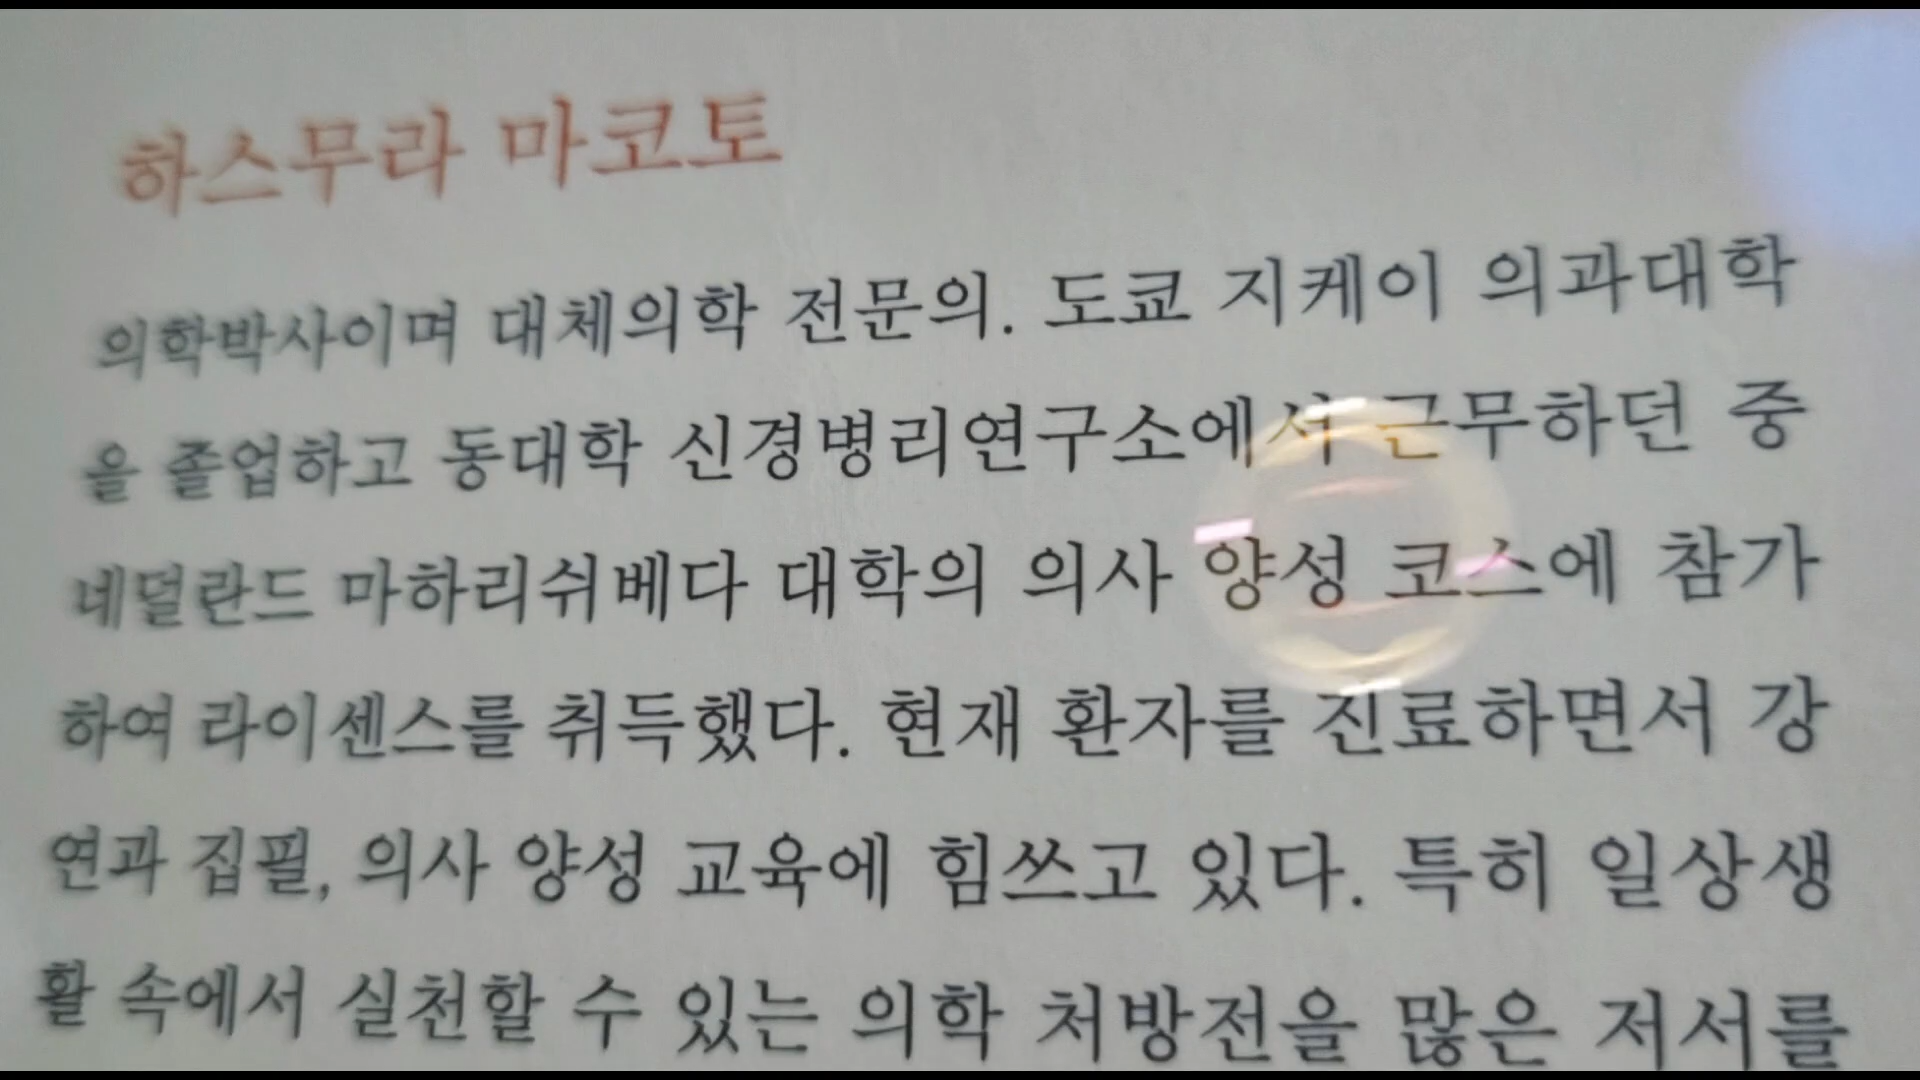 하스무라 마코토
의학박사이며 대체의학 전문의. 도쿄 지케이 의과대학
을 졸업하고 동대학 신경병리연구소에서 근무하던 중
네덜란드 마하리쉬베다 대학의 의사 양성 코스에 참가
하여 라이센스를 취득했다. 현재 환자를 진료하면서 강
연과 집필, 의사 양성 교육에 힘쓰고 있다. 특히 일상생
활 속에서 실천할 수 있는 의학 처방전을 많은 저서를